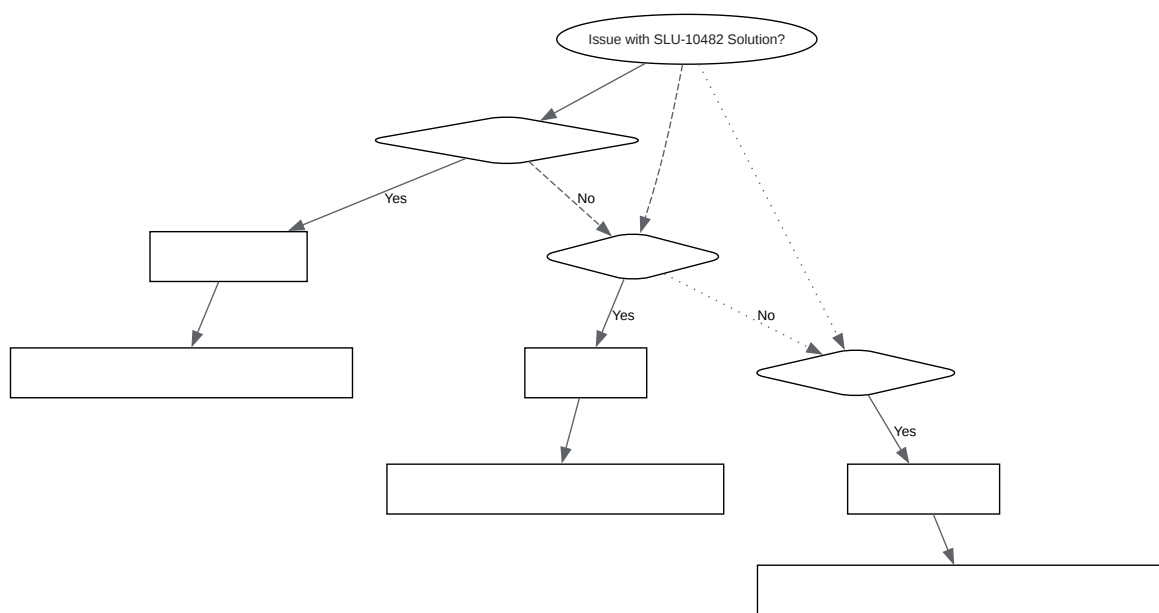 Issue with SLU-10482 Solution?
Yes
No
Yes
No
Yes